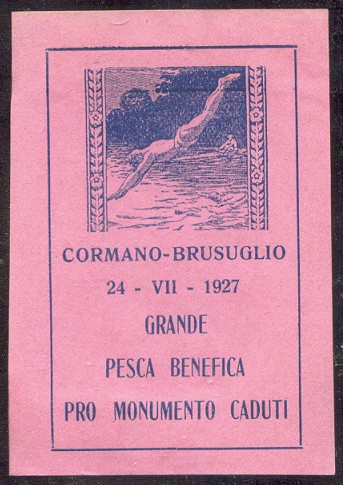 CORMANO-BRUSUGLIO
24 - VII - 1927
GRANDE
PESCA BENEFICA
PRO MONUMENTO CADUTI